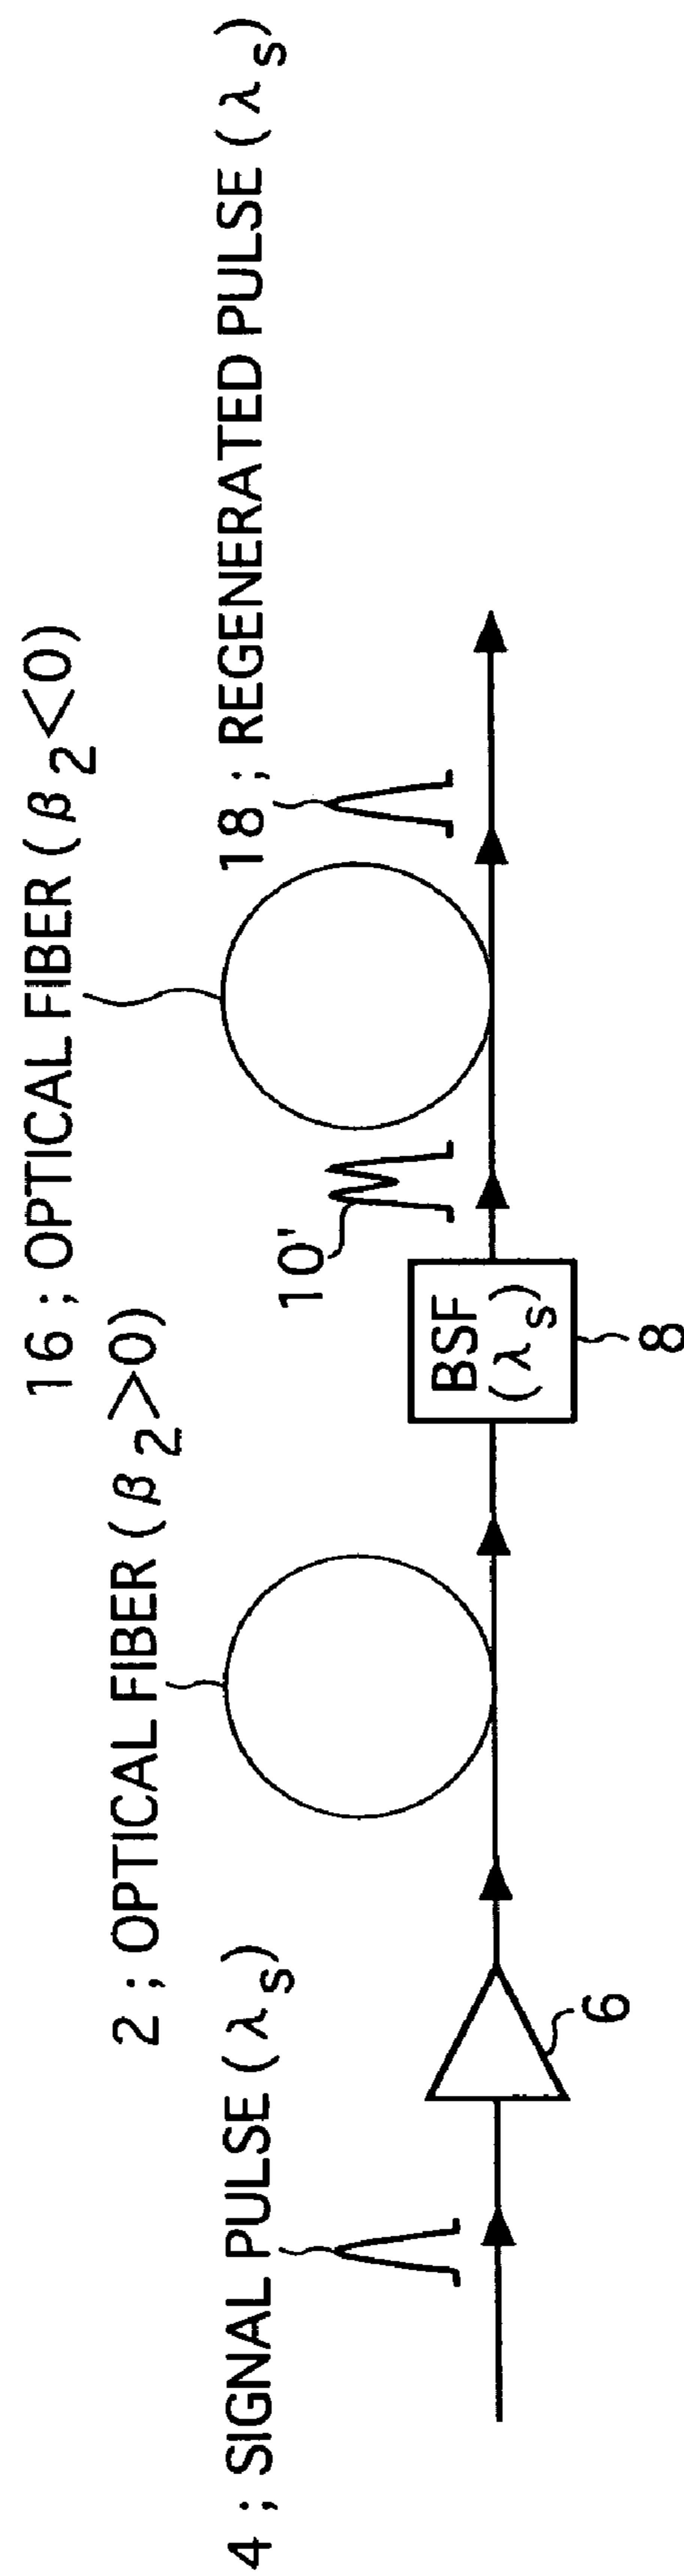 16 ; OPTICAL FIBER ( β2<0)
2 ; OPTICAL FIBER ( β2>0)
18 ; REGENERATED PULSE ( λs)
4 ; SIGNAL PULSE ( λs)
10'
BSF
( λs)
6
8